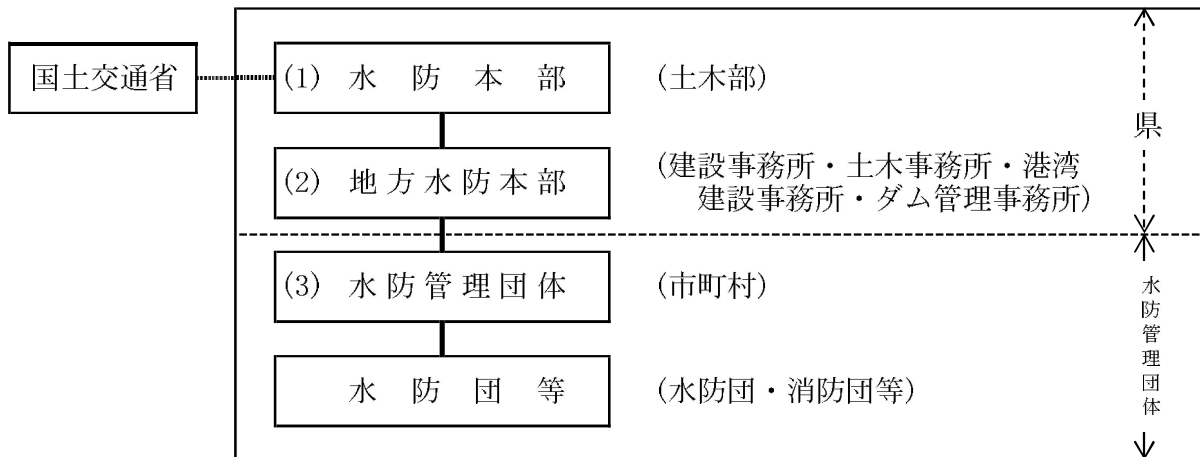 国土交通省
(1) 水防本部
(土木部)
(2) 地方水防本部
(建設事務所・土木事務所・港湾
建設事務所・ダム管理事務所)
県
(3) 水防管理団体
(市町村)
水防団等
(水防団・消防団等)
水防管理団体